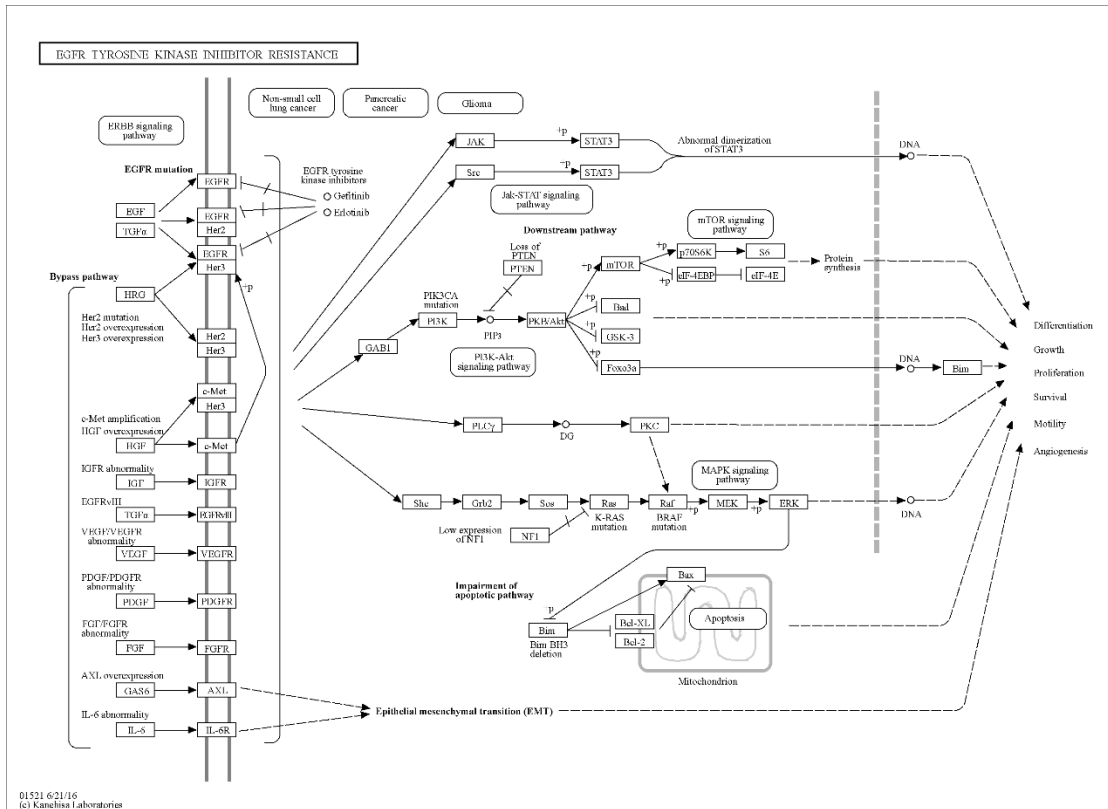 EGFR TYROSINE KINASE INHIBITOR RESISTANCE
Non-small cell
lung cancer
Pancreatic
cancer
Glioma
ERBB signaling
pathway
EGFR mutation
EGF
TGFα
EGFR
EGFR
Her2
EGFR
Her3
EGFR tyrosine
kinase inhibitors
Gefitinib
Erlotinib
Bypass pathway
HRG
+p
Her2 mutation
Her2 overexpression
Her3 overexpression
Her2
Her3
c-Met
Her3
c-Met amplification
HGF overexpression
HGF
c-Met
IGFR abnormality
IGF
IGFR
EGFRvIII
TGFα
EGFRvIII
VEGF/VEGFR
abnormality
VEGF
VEGFR
PDGF/PDGFR
abnormality
PDGF
PDGFR
FGF/FGFR
abnormality
FGF
FGFR
AXL overexpression
GAS6
AXL
IL-6 abnormality
IL-6
IL-6R
JAK
+p
STAT3
Src
+p
STAT3
Abnormal dimerization
of STAT3
DNA
Jak-STAT signaling
pathway
Downstream pathway
mTOR signaling
pathway
Loss of
PTEN
PTEN
PIK3CA
mutation
PI3K
PIP3
PKB/Akt
GAB1
PI3K-Akt
signaling pathway
+p
mTOR
+p
p70S6K
S6
+p
eIF-4EBP
eIF-4E
Protein
synthesis
+p
Bad
+p
GSK-3
+p
Foxo3a
DNA
Bim
PLCγ
DG
PKC
MAPK signaling
pathway
Shc
Grb2
Sos
Ras
Raf
+p
MEK
+p
ERK
DNA
K-RAS
mutation
BRAF
mutation
Low expression
of NF1
NF1
Impairment of
apoptotic pathway
-p
Bim
Bim BH3
deletion
Bax
Bcl-XL
Bcl-2
Apoptosis
Mitochondrion
Epithelial mesenchymal transition (EMT)
Differentiation
Growth
Proliferation
Survival
Motility
Angiogenesis
01521 6/21/16
(c) Kanehisa Laboratories